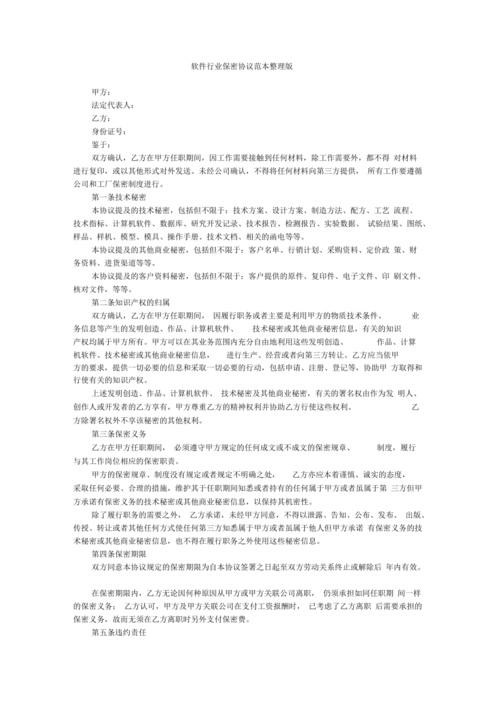 软件行业保密协议范本整理版
甲方：
法定代表人：
乙方：
身份证号：
鉴于：
双方确认，乙方在甲方任职期间，因工作需要接触到任何材料，除工作需要外，都不得 对材料
进行复印，或以其他形式对外发送。未经公司确认，不得将任何材料向第三方提供， 所有工作要遵循
公司和工厂保密制度进行。
第一条技术秘密
本协议提及的技术秘密，包括但不限于：技术方案、设计方案、制造方法、配方、工艺 流程、
技术指标、计算机软件、数据库、研究开发记录、技术报告、检测报告、实验数据、 试验结果、图纸、
样品、样机、模型、模具、操作手册、技术文档、相关的函电等等。
本协议提及的其他商业秘密，包括但不限于：客户名单、行销计划、采购资料、定价政 策、财
务资料、进货渠道等等。
本协议提及的客户资料秘密，包括但不限于：客户提供的原件、复印件、电子文件、印 刷文件、
核对文件，等等。
第二条知识产权的归属
双方确认，乙方在甲方任职期间， 因履行职务或者主要是利用甲方的物质技术条件、 业
务信息等产生的发明创造、作品、计算机软件、 技术秘密或其他商业秘密信息，有关的知识
产权均属于甲方所有。甲方可以在其业务范围内充分自由地利用这些发明创造、 作品、计算
机软件、技术秘密或其他商业秘密信息， 进行生产、经营或者向第三方转让。乙方应当依甲
方的要求，提供一切必要的信息和采取一切必要的行动，包括申请、注册、登记等，协助甲 方取得和
行使有关的知识产权。
上述发明创造、作品、计算机软件、 技术秘密及其他商业秘密，有关的署名权由作为发 明人、
创作人或开发者的乙方享有，甲方尊重乙方的精神权利并协助乙方行使这些权利。 乙
方除署名权外不享该秘密的其他权利。
第三条保密义务
乙方在甲方任职期间， 必须遵守甲方规定的任何成文或不成文的保密规章、 制度，履行
与其工作岗位相应的保密职责。
甲方的保密规章、制度没有规定或者规定不明确之处， 乙方亦应本着谨慎、诚实的态度，
采取任何必要、合理的措施，维护其于任职期间知悉或者持有的任何属于甲方或者虽属于第 三方但甲
方承诺有保密义务的技术秘密或其他商业秘密信息，以保持其机密性。
除了履行职务的需要之外， 乙方承诺，未经甲方同意，不得以泄露、告知、公布、发布、 出版、
传授、转让或者其他任何方式使任何第三方知悉属于甲方或者虽属于他人但甲方承诺 有保密义务的技
术秘密或其他商业秘密信息，也不得在履行职务之外使用这些秘密信息。
第四条保密期限
双方同意本协议规定的保密期限为自本协议签署之日起至双方劳动关系终止或解除后 年内有效。
在保密期限内，乙方无论因何种原因从甲方或甲方关联公司离职， 仍须承担如同任职期 间一样
的保密义务； 乙方认可，甲方及甲方关联公司在支付工资报酬时， 已考虑了乙方离职 后需要承担的
保密义务，故而无须在乙方离职时另外支付保密费。
第五条违约责任